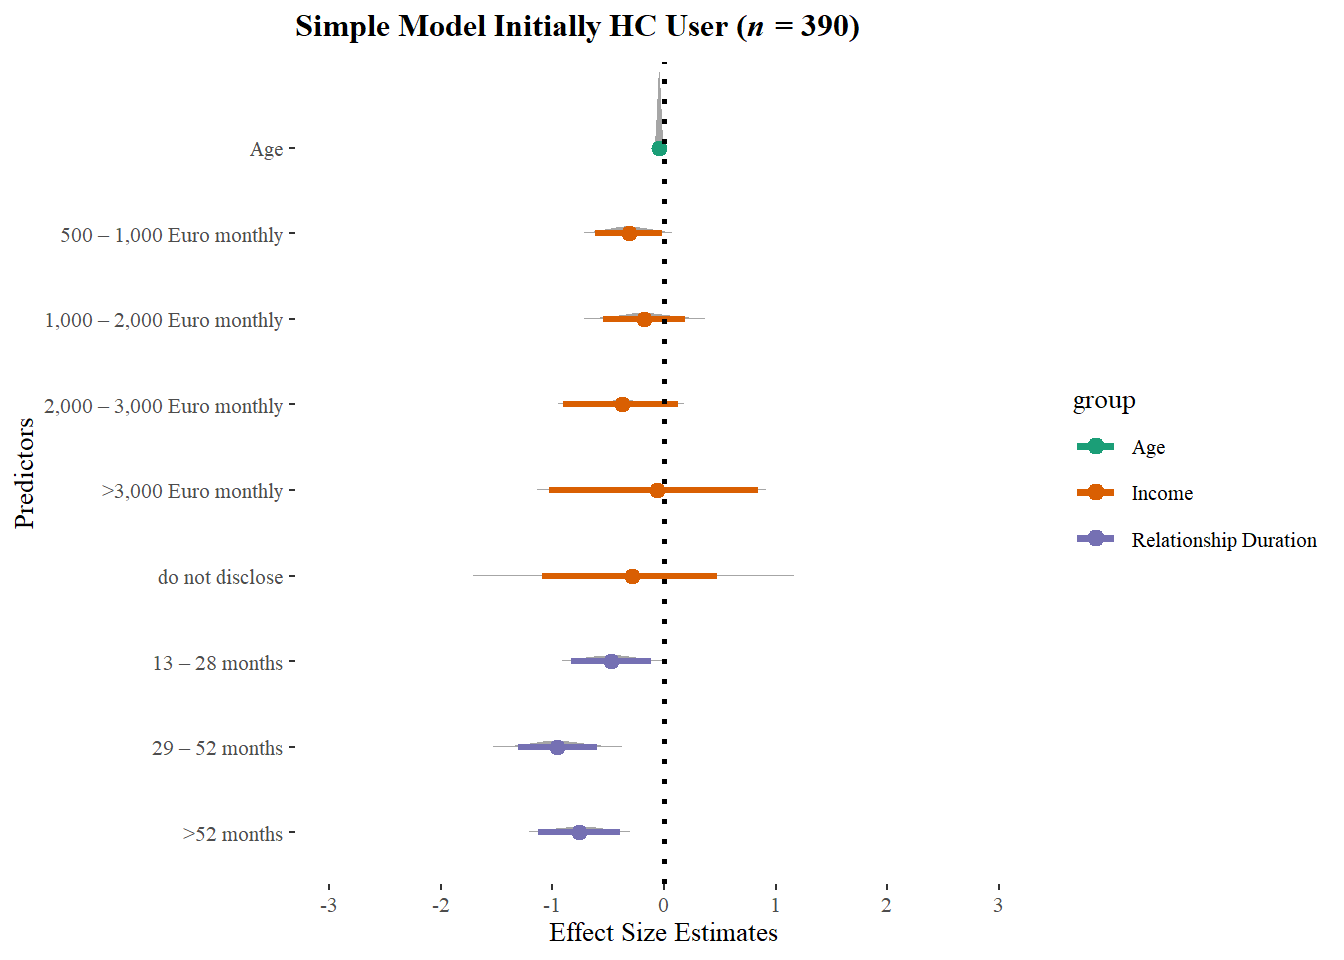 Simple Model Initially HC User (n = 390)
Age
500 – 1,000 Euro monthly
1,000 – 2,000 Euro monthly
2,000 – 3,000 Euro monthly
>3,000 Euro monthly
do not disclose
13 – 28 months
29 – 52 months
>52 months
Predictors
-3 -2 -1 0 1 2 3
Effect Size Estimates
group
Age
Income
Relationship Duration